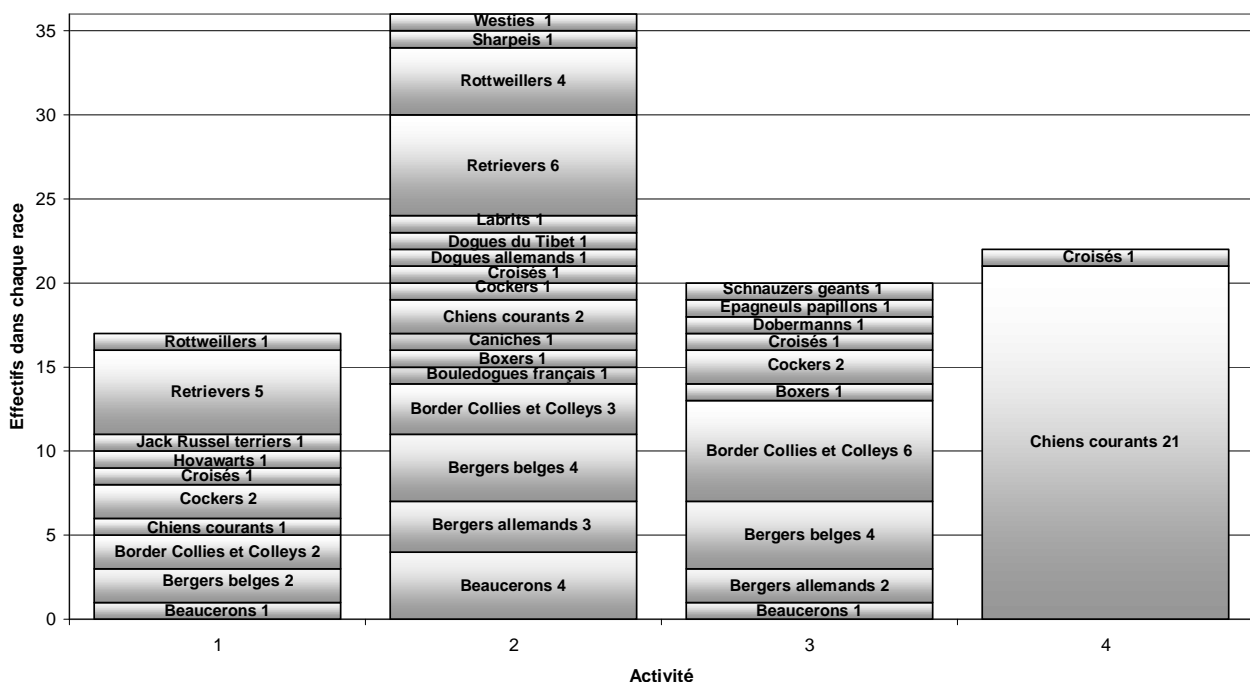 Effectifs dans chaque race
35
30
25
20
15
10
5
0
Rottweillers 1
Retrievers 5
Jack Russel terriers 1
Hovawarts 1
Croisés 1
Cockers 2
Chiens courants 1
Border Collies et Colleys 2
Bergers belges 2
Beaucerons 1
Westies 1
Sharpeis 1
Rottweillers 4
Retrievers 6
Labrits 1
Dogues du Tibet 1
Dogues allemands 1
Croisés 1
Cockers 1
Chiens courants 2
Caniches 1
Boxers 1
Bouledogues français 1
Border Collies et Colleys 3
Bergers belges 4
Bergers allemands 3
Beaucerons 4
Schnauzers geants 1
Epagneuls papillons 1
Dobermanns 1
Croisés 1
Cockers 2
Boxers 1
Border Collies et Colleys 6
Bergers belges 4
Bergers allemands 2
Beaucerons 1
Croisés 1
Chiens courants 21
1
2
3
4
Activité